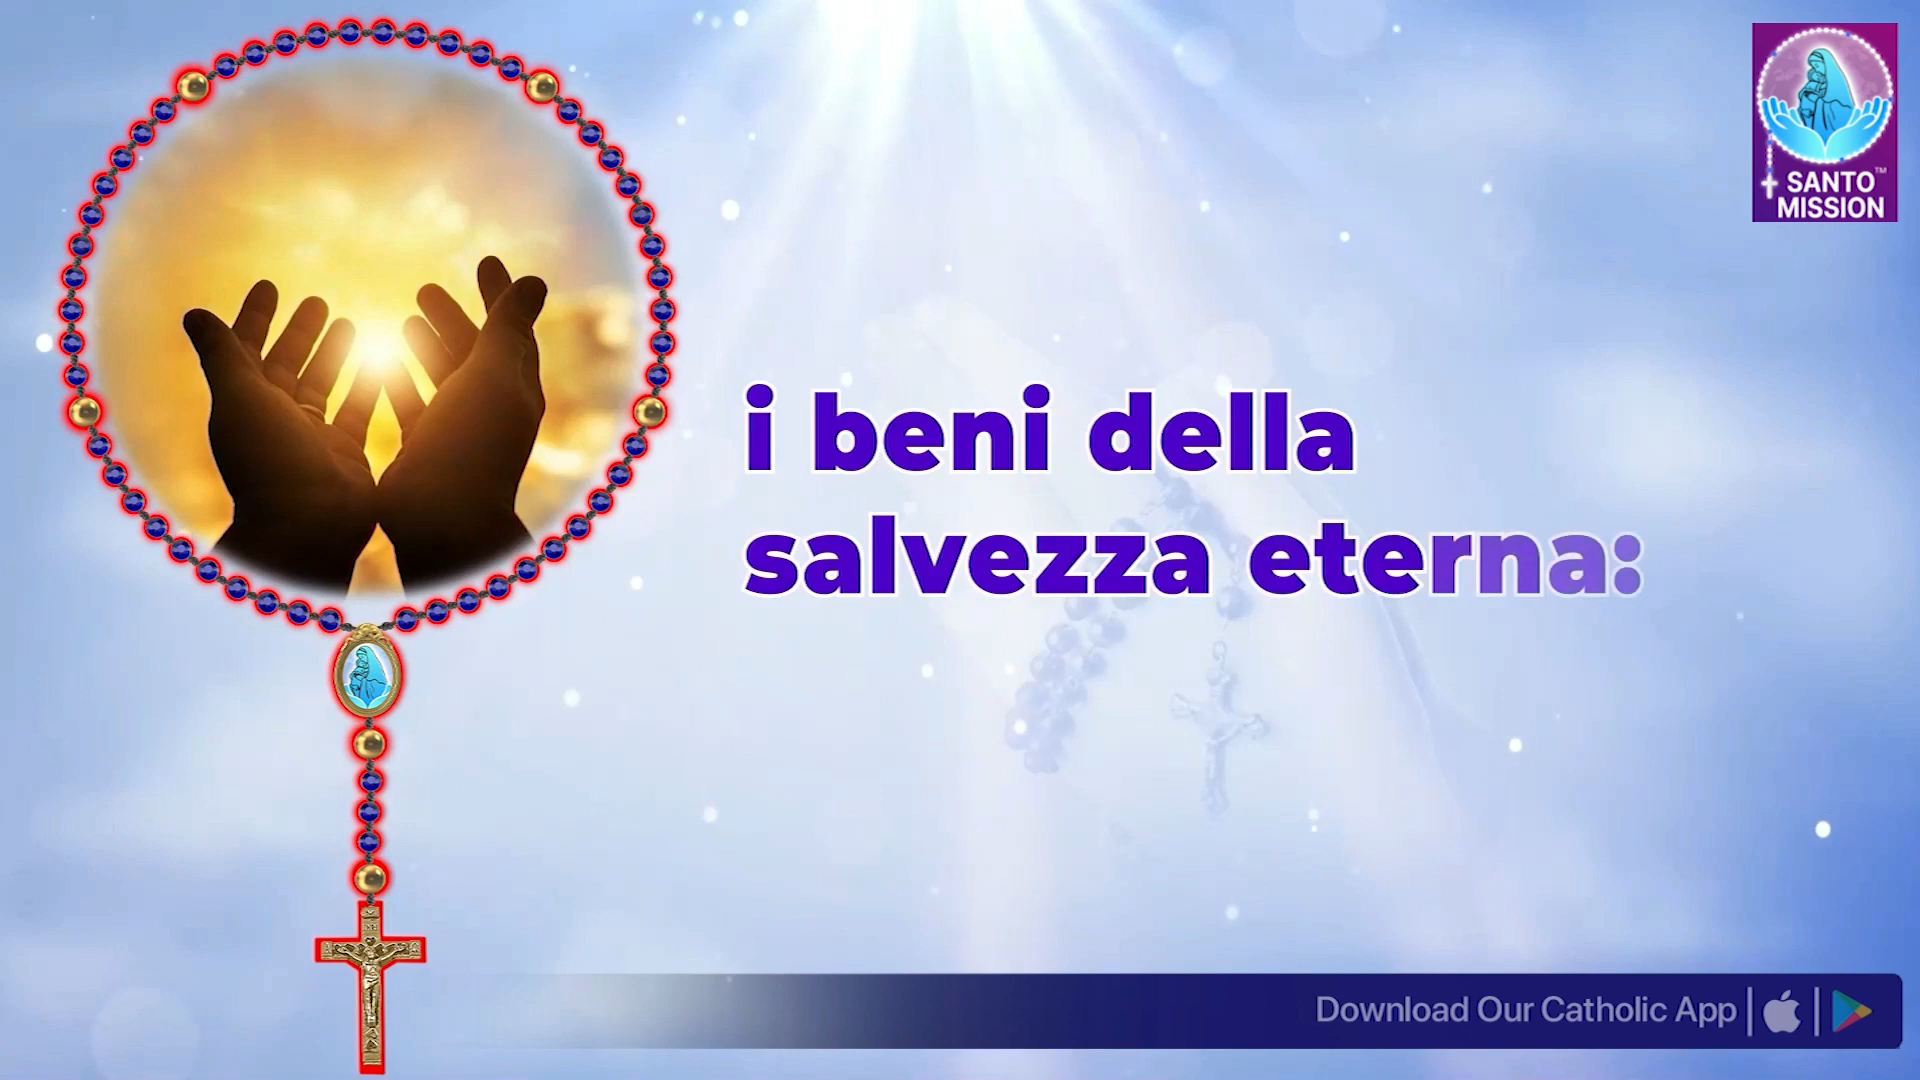 SANTO™
MISSION
i beni della
salvezza eterna:
Download Our Catholic App